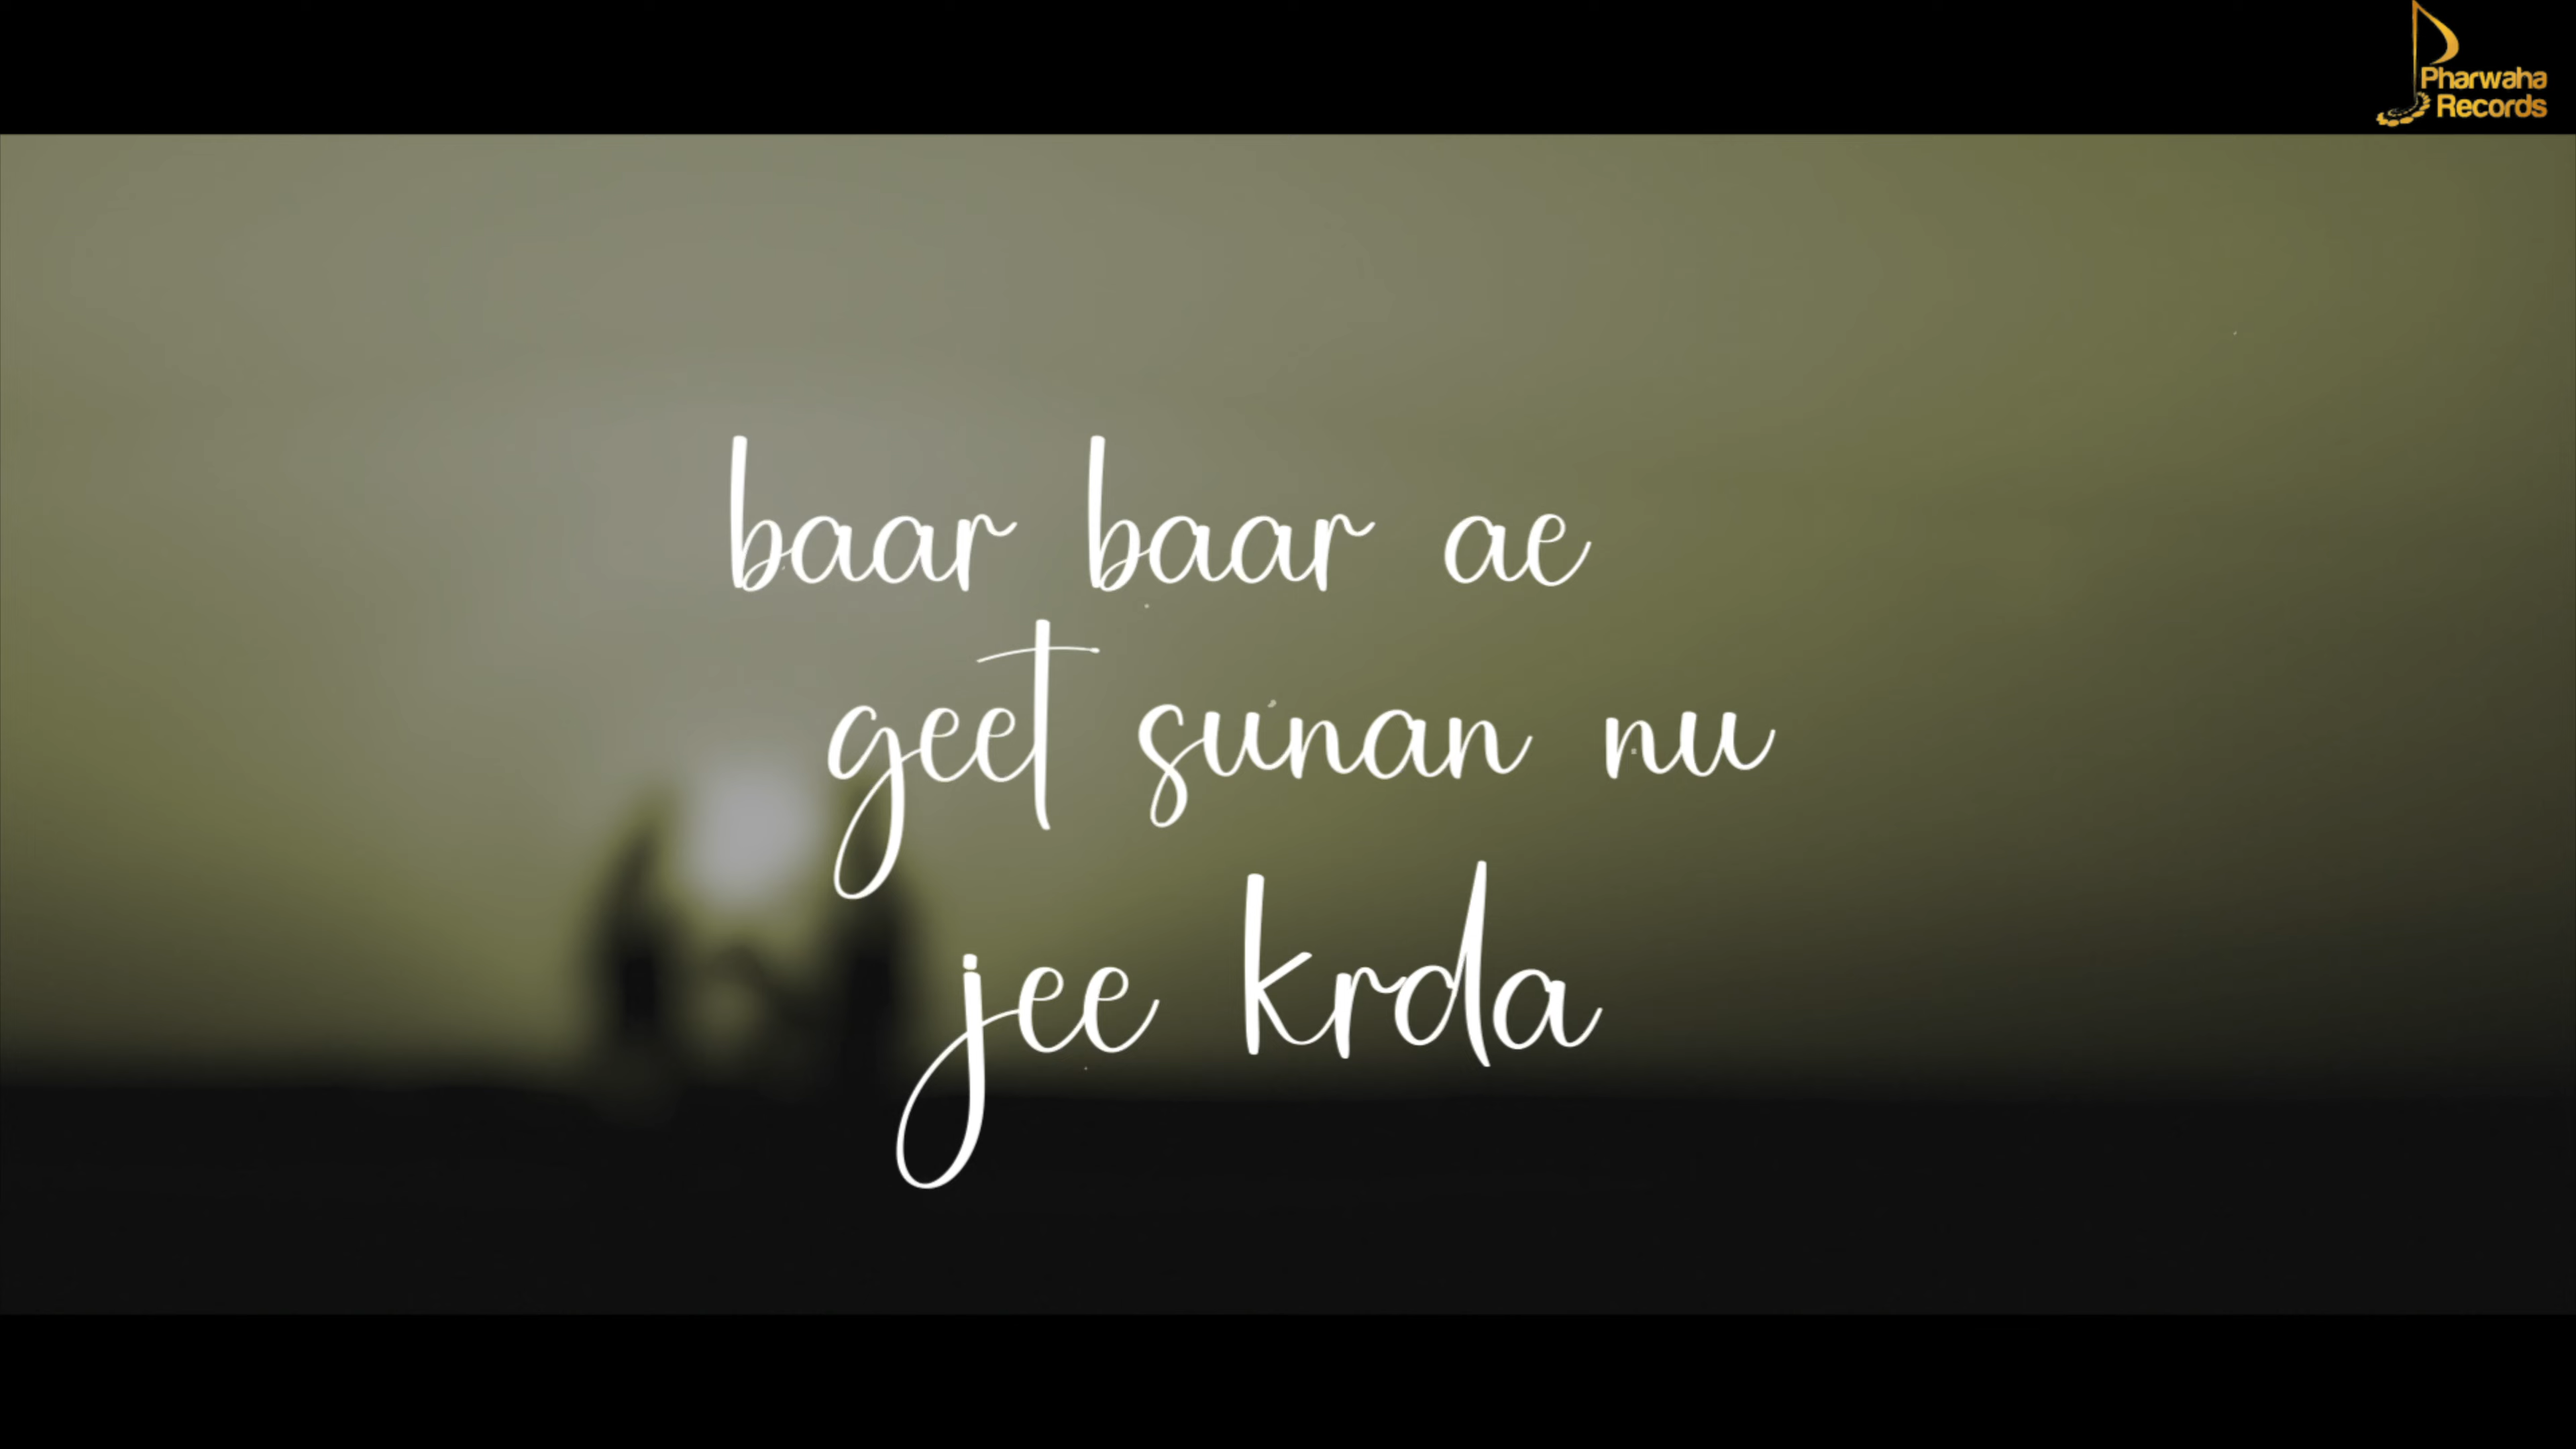 Pharwaha
Records
baar baar ae
geet sunan nu
jee krda